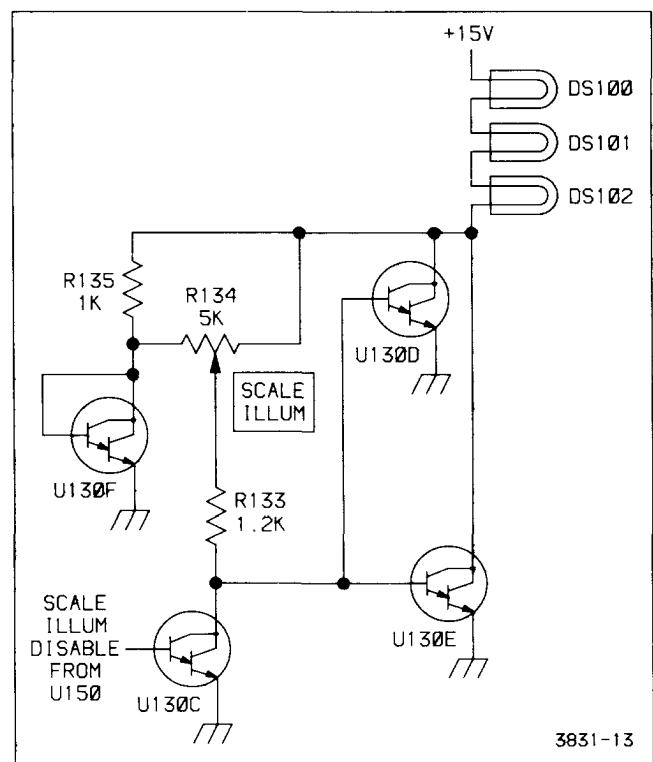 +15V
DS100
DS101
DS102
R135
1K
R134
5K
U130D
SCALE
ILLUM
U130F
R133
1.2K
SCALE
ILLUM
DISABLE
FROM
U150
U130C
U130E
3831-13